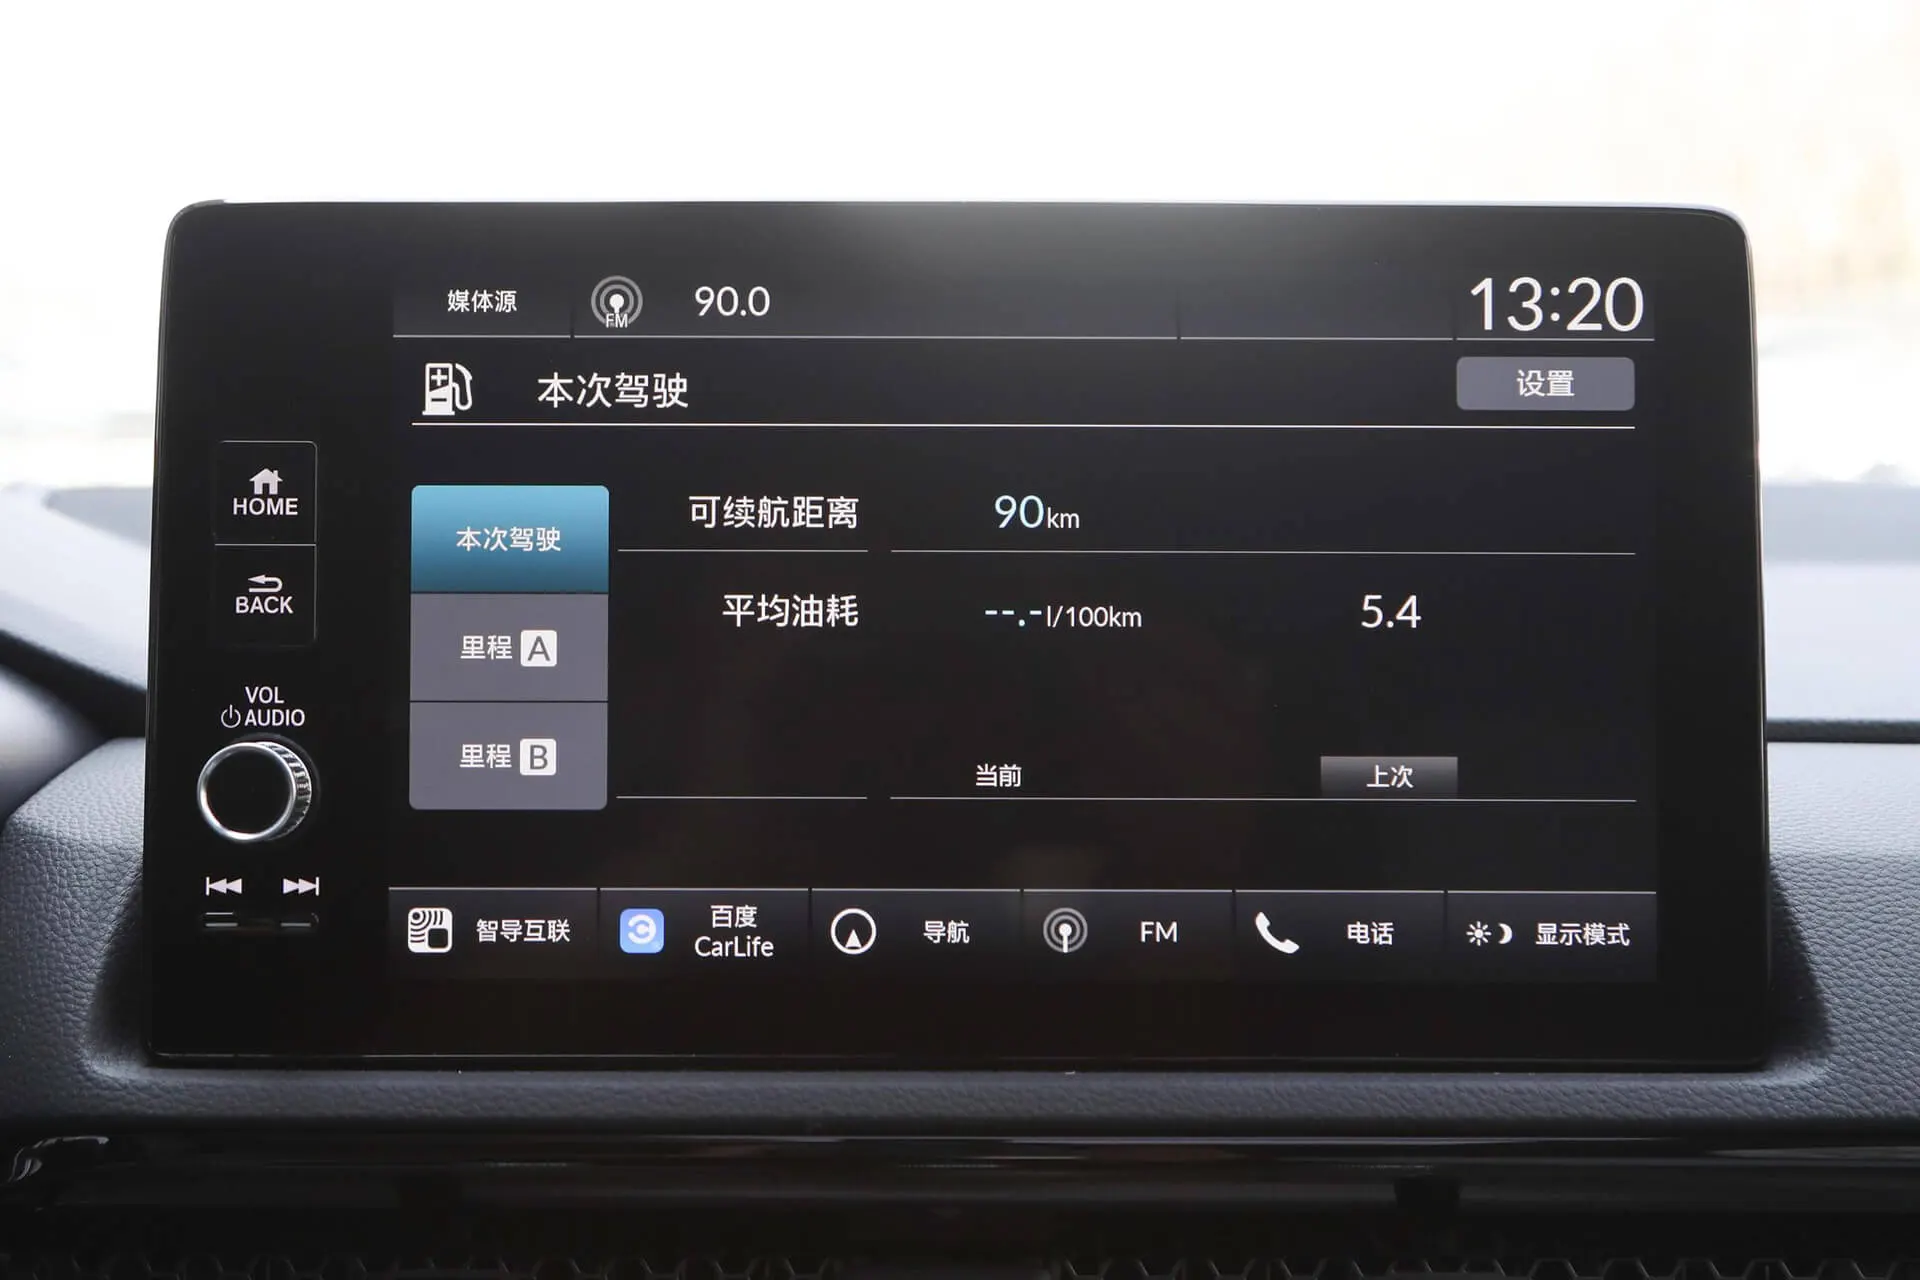 媒体源 FM 90.0 13:20
本次驾驶 设置
HOME
BACK
VOL
AUDIO
本次驾驶
里程 A
里程 B
可续航距离 90km
平均油耗 --.-l/100km 5.4
当前 上次
智导互联
百度
CarLife
导航
FM
电话
显示模式